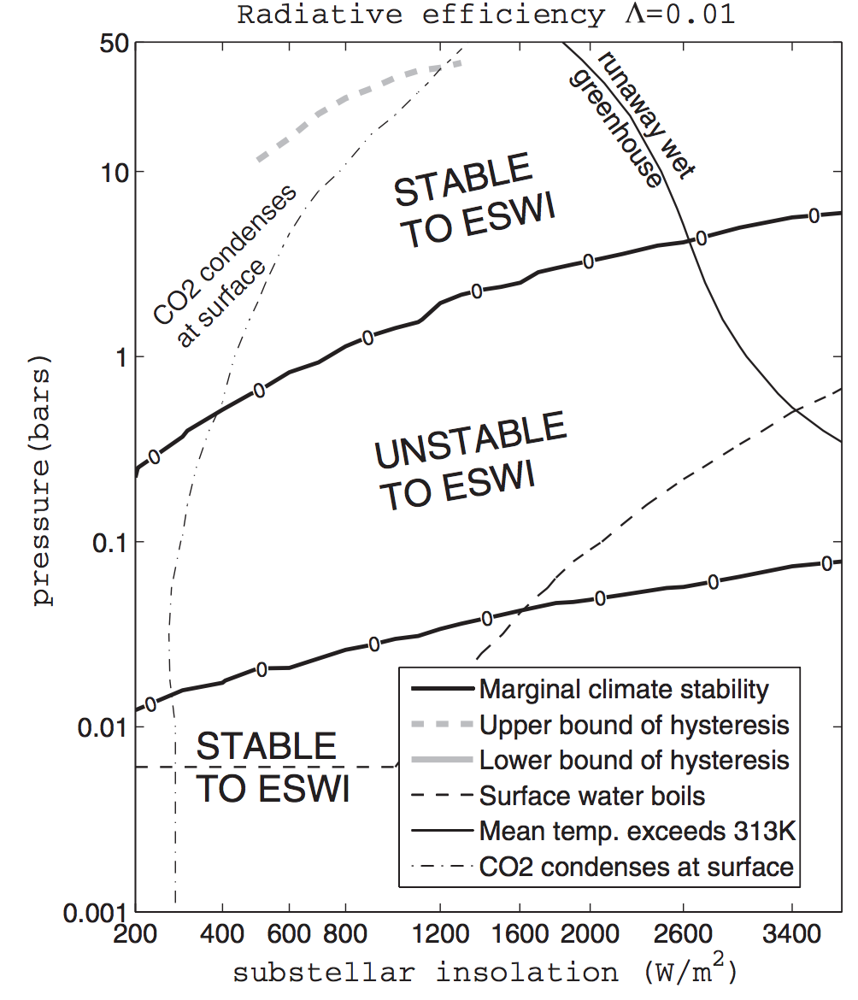 Radiative efficiency Λ=0.01
50
10
1
0.1
0.01
0.001
pressure(bars)
runaway wet
greenhouse
CO2 condenses
at surface
STABLE
TO ESWI
0 0 0 0 0 0 0
UNSTABLE
TO ESWI
0 0 0 0 0 0 0
STABLE
TO ESWI
Marginal climate stability
Upper bound of hysteresis
Lower bound of hysteresis
Surface water boils
Mean temp. exceeds 313K
CO2 condenses at surface
200 400 600 800 1200 1600 2000 2600 3400
substellar insolation (W/m²)